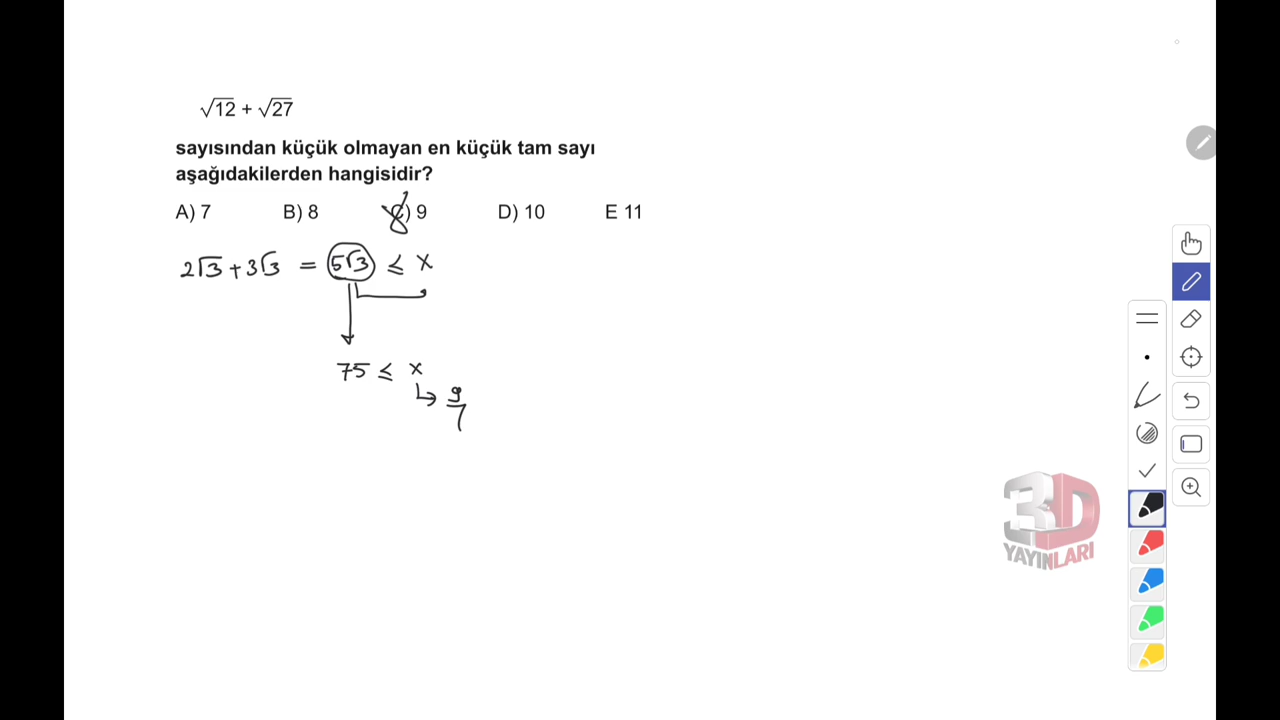 √12 + √27
sayısından küçük olmayan en küçük tam sayı
aşağıdakilerden hangisidir?
A) 7 B) 8 C) 9 D) 10 E 11
2√3 + 3√3 = 5√3 ≤ x
75 ≤ x
9
3D
YAYINLARI